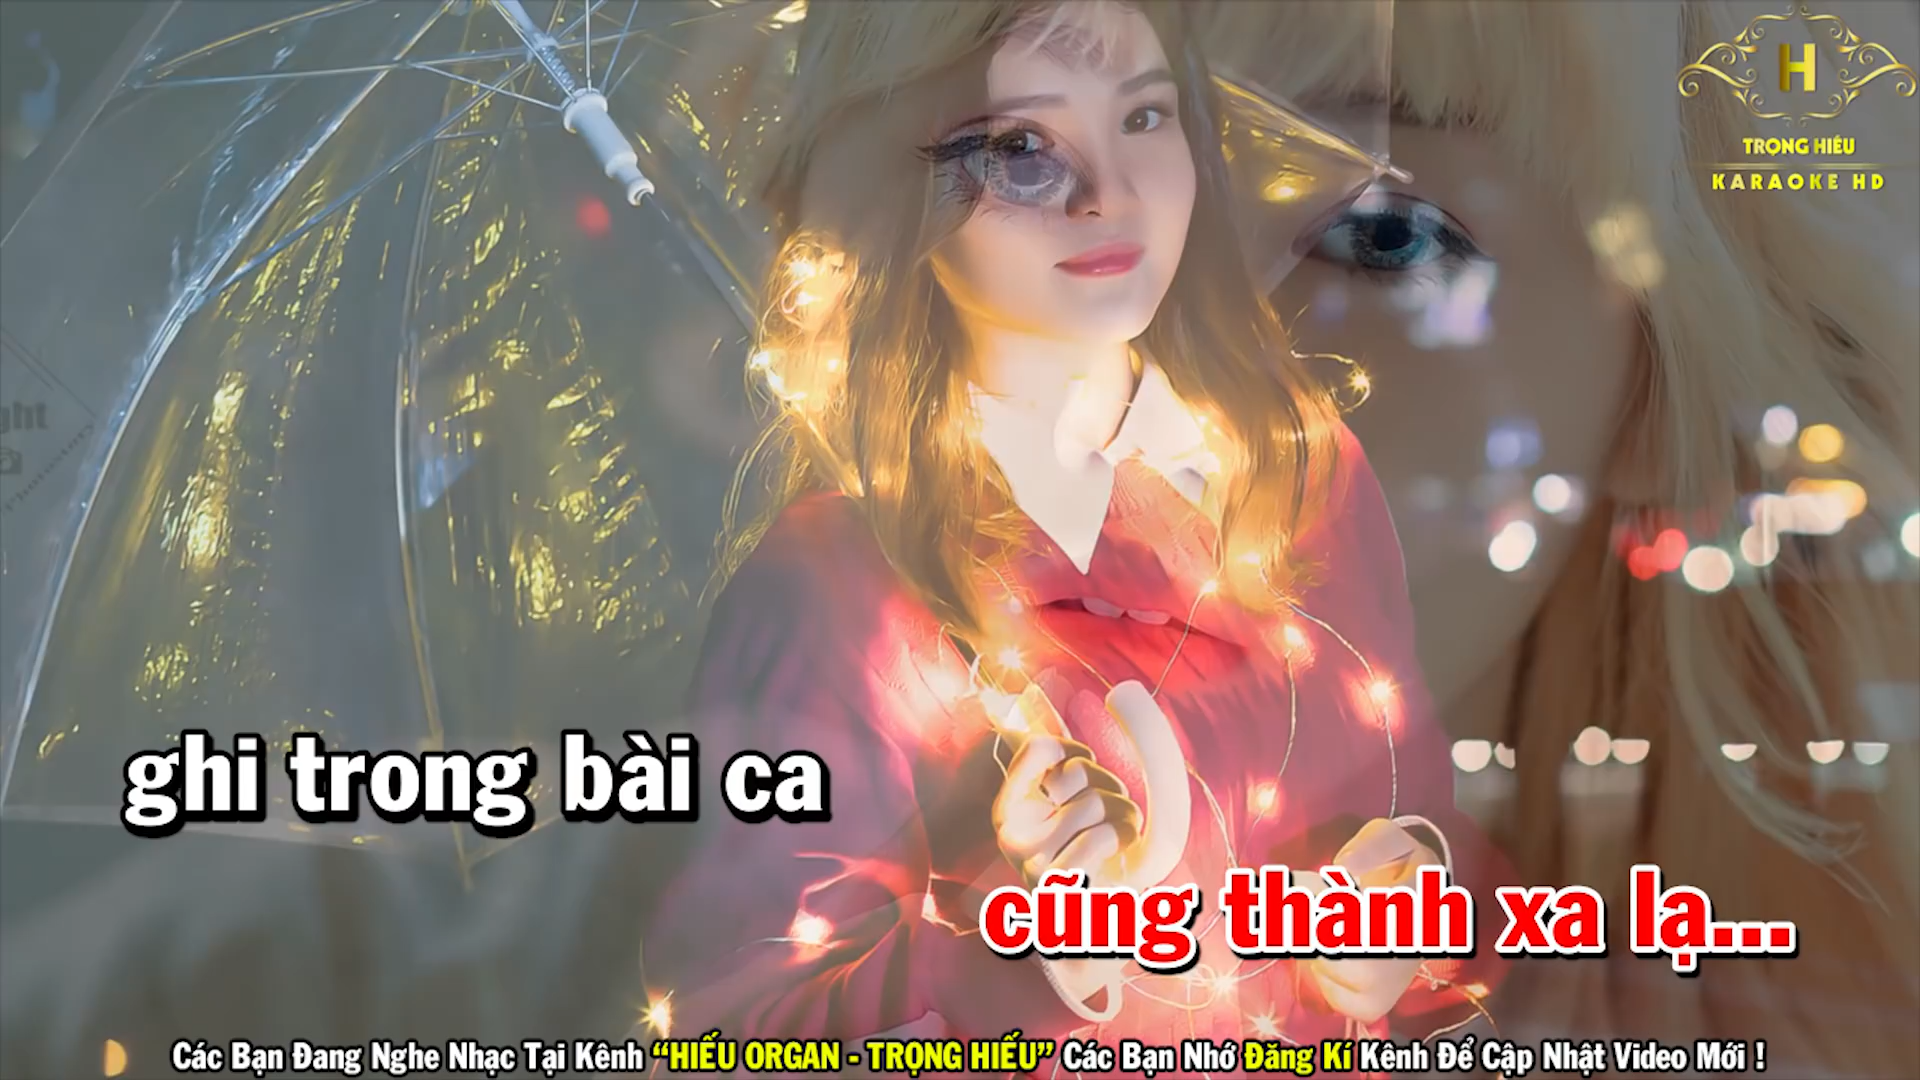 H
TRỌNG HIẾU
KARAOKE HD
ght
ghi trong bài ca
cũng thành xa lạ...
Các Bạn Đang Nghe Nhạc Tại Kênh “HIẾU ORGAN - TRỌNG HIẾU” Các Bạn Nhớ Đăng Kí Kênh Để Cập Nhật Video Mới !